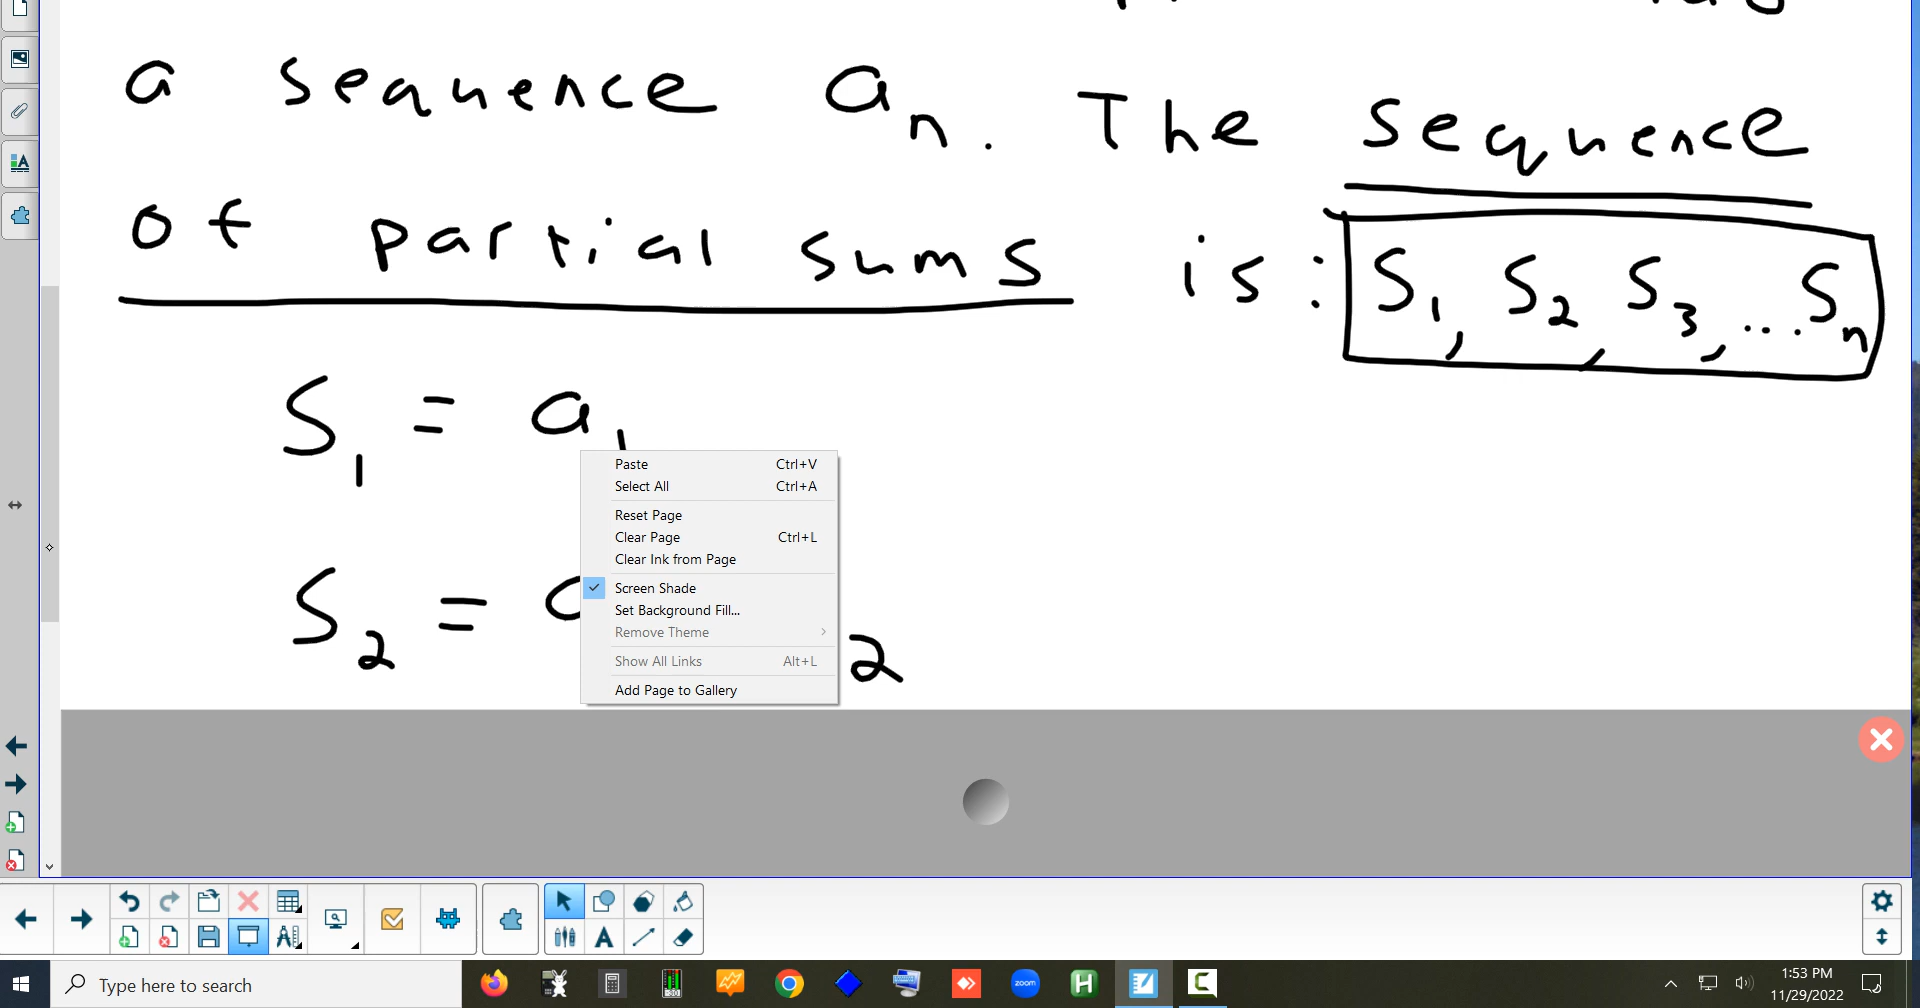 a sequence aₙ. The sequence
of partial sums is: S₁, S₂, S₃, ...Sₙ
S₁ = a₁
Paste Ctrl+V
Select All Ctrl+A
Reset Page
Clear Page Ctrl+L
Clear Ink from Page
Screen Shade
Set Background Fill...
Remove Theme
Show All Links Alt+L
Add Page to Gallery
S₂ = 2
Type here to search
zoom
H
C
1:53 PM
11/29/2022